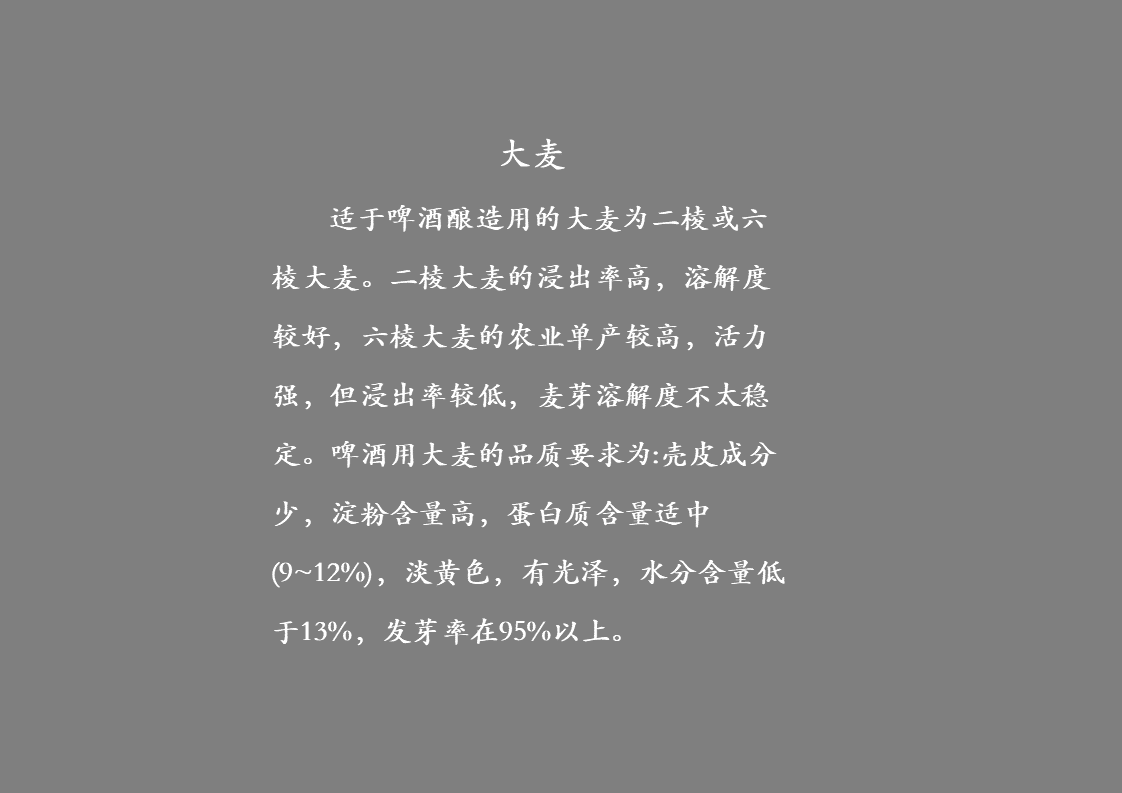 大麦
适于啤酒酿造用的大麦为二棱或六
棱大麦。二棱大麦的浸出率高，溶解度
较好，六棱大麦的农业单产较高，活力
强，但浸出率较低，麦芽溶解度不太稳
定。啤酒用大麦的品质要求为:壳皮成分
少，淀粉含量高，蛋白质含量适中
(9~12%)，淡黄色，有光泽，水分含量低
于13%，发芽率在95%以上。